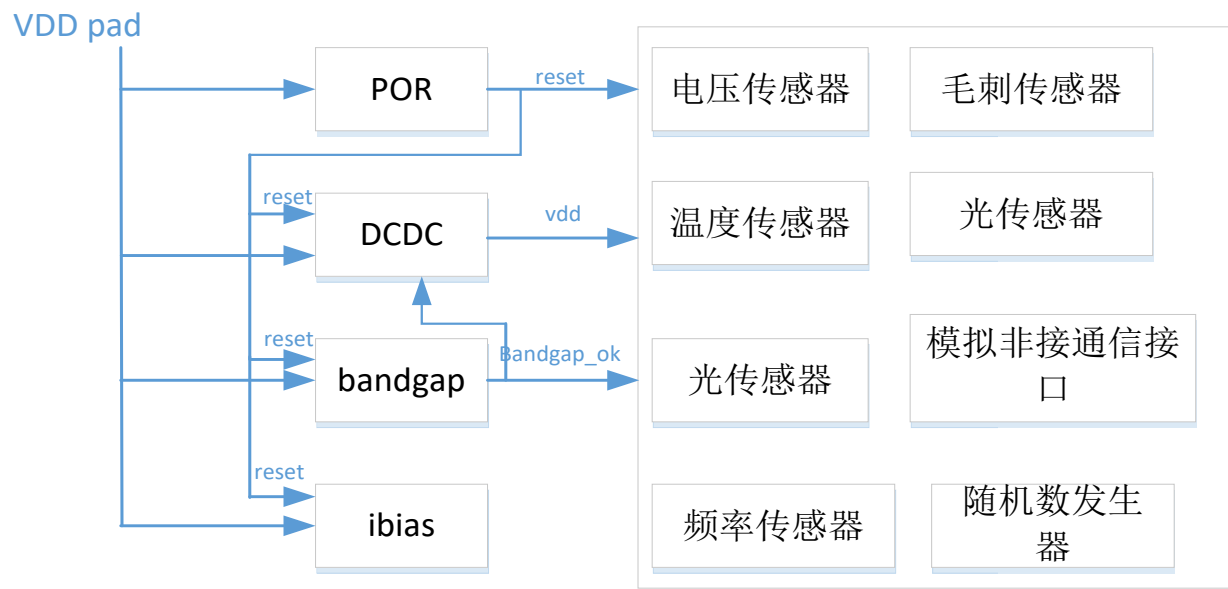 VDD pad
POR
reset
电压传感器
毛刺传感器
reset
DCDC
vdd
温度传感器
光传感器
reset
bandgap
Bandgap_ok
光传感器
模拟非接通信接
口
reset
ibias
频率传感器
随机数发生
器